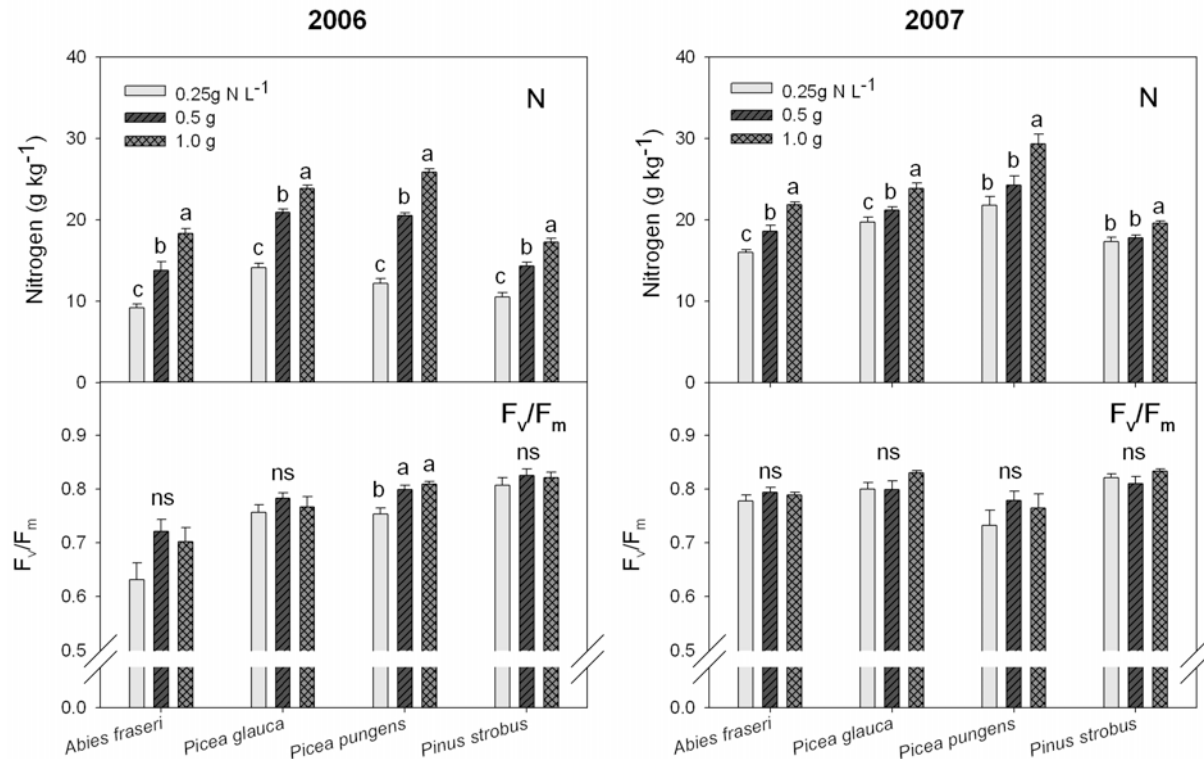 2006
40
30
20
10
0
Nitrogen (g kg⁻¹)
0.25g N L⁻¹
0.5 g
1.0 g
N
c b a
c b a
c b a
c b a
0.9
0.8
0.7
0.6
0.5
0.0
Fᵥ/Fₘ
Fᵥ/Fₘ
ns
ns
b a a
ns
Abies fraseri
Picea glauca
Picea pungens
Pinus strobus
2007
40
30
20
10
0
Nitrogen (g kg⁻¹)
0.25g N L⁻¹
0.5 g
1.0 g
N
c b a
c b a
b b a
b b a
0.9
0.8
0.7
0.6
0.5
0.0
Fᵥ/Fₘ
Fᵥ/Fₘ
ns
ns
ns
ns
Abies fraseri
Picea glauca
Picea pungens
Pinus strobus